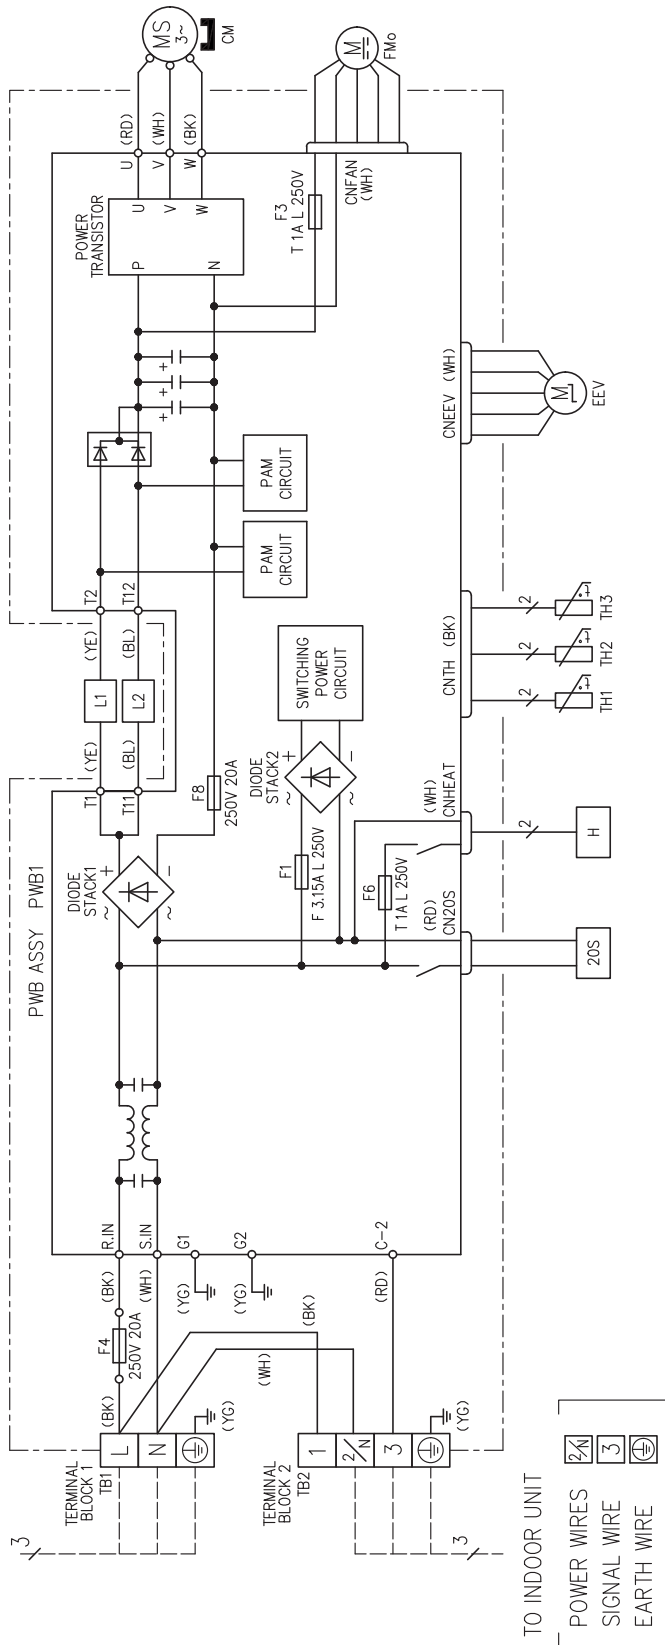 TERMINAL
BLOCK 1
TB1
L
N
3
(BK)
F4
250V 20A
(BK)
(WH)
(YG)
R.IN
S.IN
(YG)
G1
(YG)
G2
(BK)
(WH)
TERMINAL
BLOCK 2
TB2
1
2/N
3
3
(YG)
(RD)
C-2
PWB ASSY PWB1
DIODE
STACK1
+
−
~
~
T1
T11
(YE)
(BL)
L1
L2
(YE)
(BL)
T2
T12
F8
250V 20A
DIODE
STACK2
+
−
~
~
F1
F 3.15A L 250V
SWITCHING
POWER
CIRCUIT
F6
T 1A L 250V
PAM
CIRCUIT
PAM
CIRCUIT
+
+
+
POWER
TRANSISTOR
P
N
U
V
W
U
V
W
(RD)
(WH)
(BK)
MS
3~
CM
F3
T 1A L 250V
CNFAN
(WH)
M
FMo
(RD)
CN20S
20S
(WH)
CNHEAT
2
H
CNTH (BK)
2
2
2
t
t
t
TH1
TH2
TH3
CNEEV (WH)
M
EEV
TO INDOOR UNIT
POWER WIRES
2/N
SIGNAL WIRE
3
EARTH WIRE